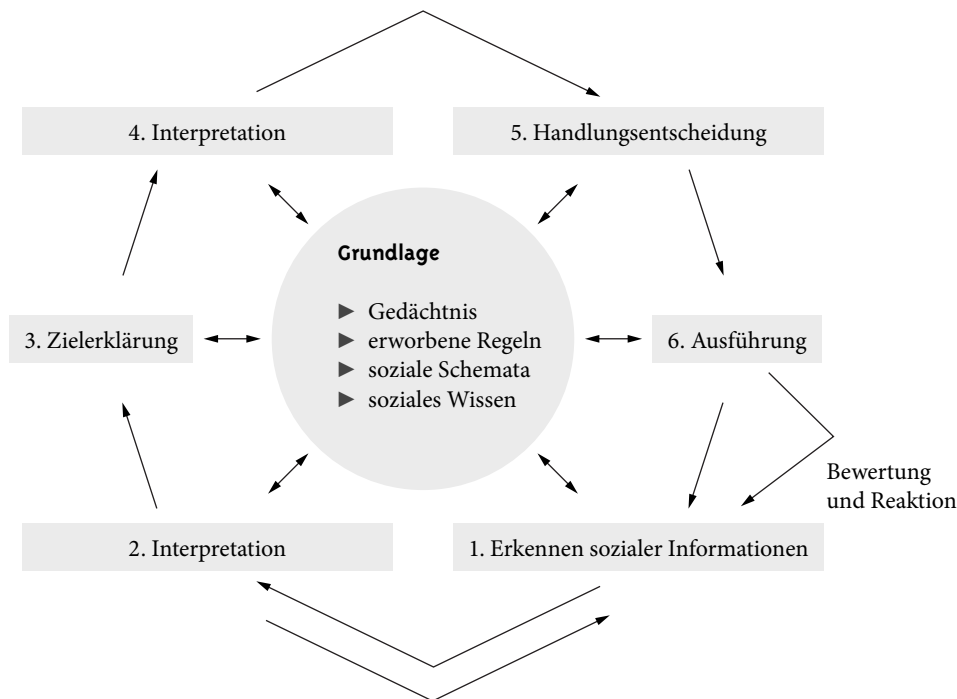 4. Interpretation
5. Handlungsentscheidung
Grundlage
▶ Gedächtnis
▶ erworbene Regeln
▶ soziale Schemata
▶ soziales Wissen
3. Zielerklärung
6. Ausführung
Bewertung
und Reaktion
2. Interpretation
1. Erkennen sozialer Informationen